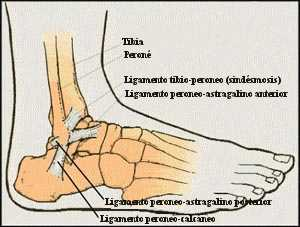 Tibia
Peroné
Ligamento tibio-peroneo (sindésmosis)
Ligamento peroneo-astragalino anterior
Ligamento peroneo-astragalino posterior
Ligamento peroneo-calcaneo